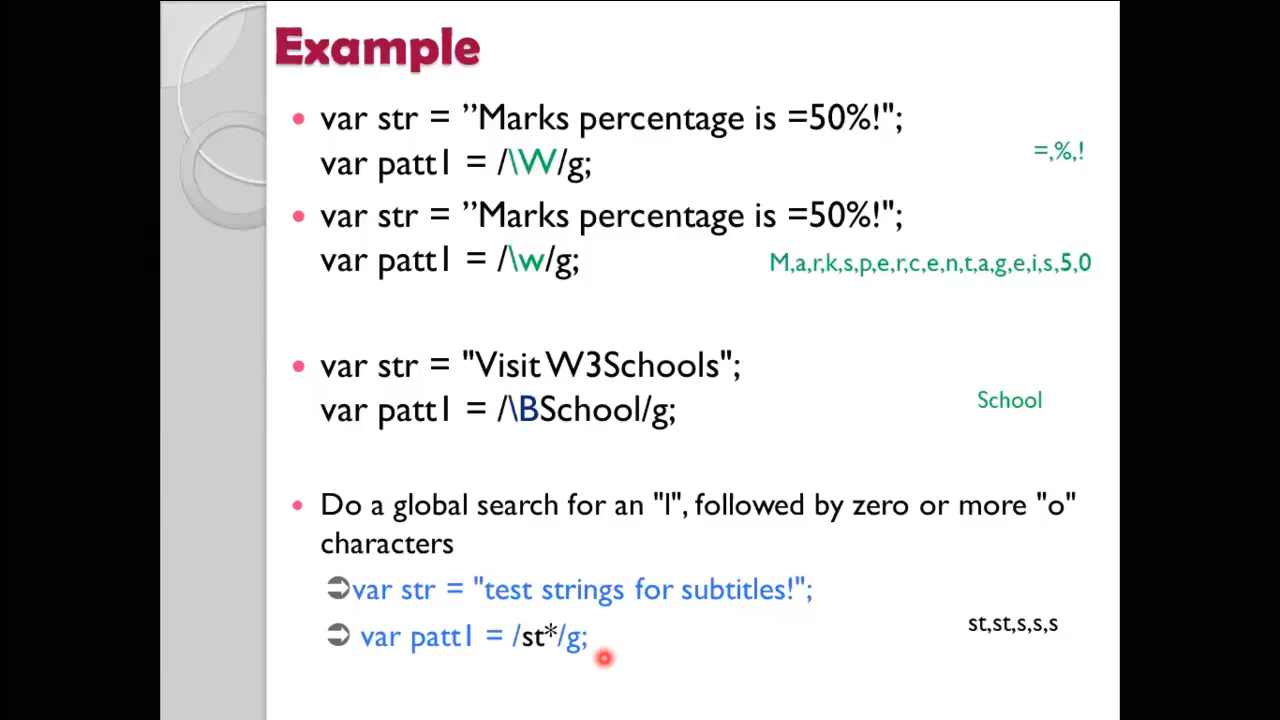 Example
• var str = ”Marks percentage is =50%!";
var patt1 = /\W/g;
=,%,!
• var str = ”Marks percentage is =50%!";
var patt1 = /\w/g;
M,a,r,k,s,p,e,r,c,e,n,t,a,g,e,i,s,5,0
• var str = "Visit W3Schools";
var patt1 = /\BSchool/g;
School
• Do a global search for an "l", followed by zero or more "o"
characters
➲var str = "test strings for subtitles!";
➲ var patt1 = /st*/g;
st,st,s,s,s